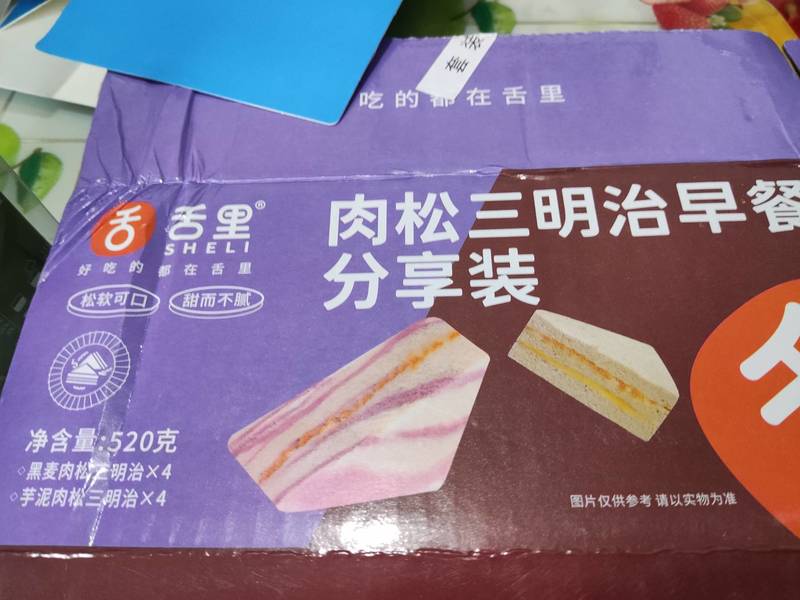 吃的都在舌里
舌 舌里®
SHELI
好吃的都在舌里
松软可口 甜而不腻
肉松三明治早餐
分享装
净含量:520克
◇黑麦肉松三明治×4
◇芋泥肉松三明治×4
图片仅供参考 请以实物为准